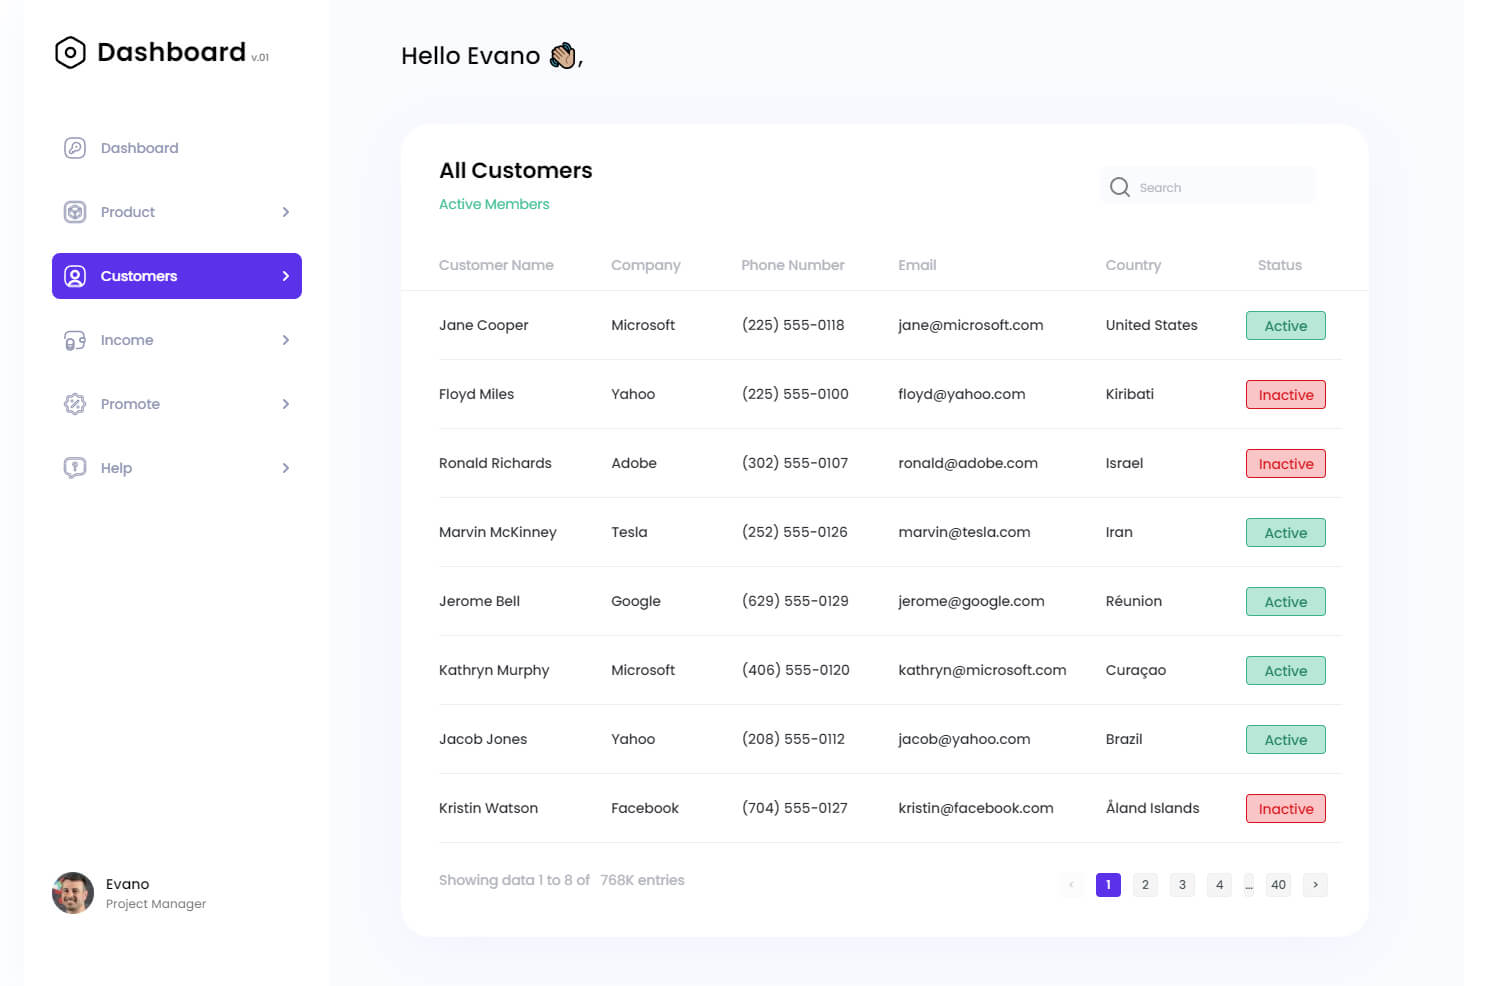 Dashboard v.01
Dashboard
Product
Customers
Income
Promote
Help
Evano
Project Manager
Hello Evano 👋🏼,
All Customers
Active Members
Search
Customer Name Company Phone Number Email Country Status
Jane Cooper Microsoft (225) 555-0118 jane@microsoft.com United States Active
Floyd Miles Yahoo (225) 555-0100 floyd@yahoo.com Kiribati Inactive
Ronald Richards Adobe (302) 555-0107 ronald@adobe.com Israel Inactive
Marvin McKinney Tesla (252) 555-0126 marvin@tesla.com Iran Active
Jerome Bell Google (629) 555-0129 jerome@google.com Réunion Active
Kathryn Murphy Microsoft (406) 555-0120 kathryn@microsoft.com Curaçao Active
Jacob Jones Yahoo (208) 555-0112 jacob@yahoo.com Brazil Active
Kristin Watson Facebook (704) 555-0127 kristin@facebook.com Åland Islands Inactive
Showing data 1 to 8 of 768K entries
< 1 2 3 4 ... 40 >